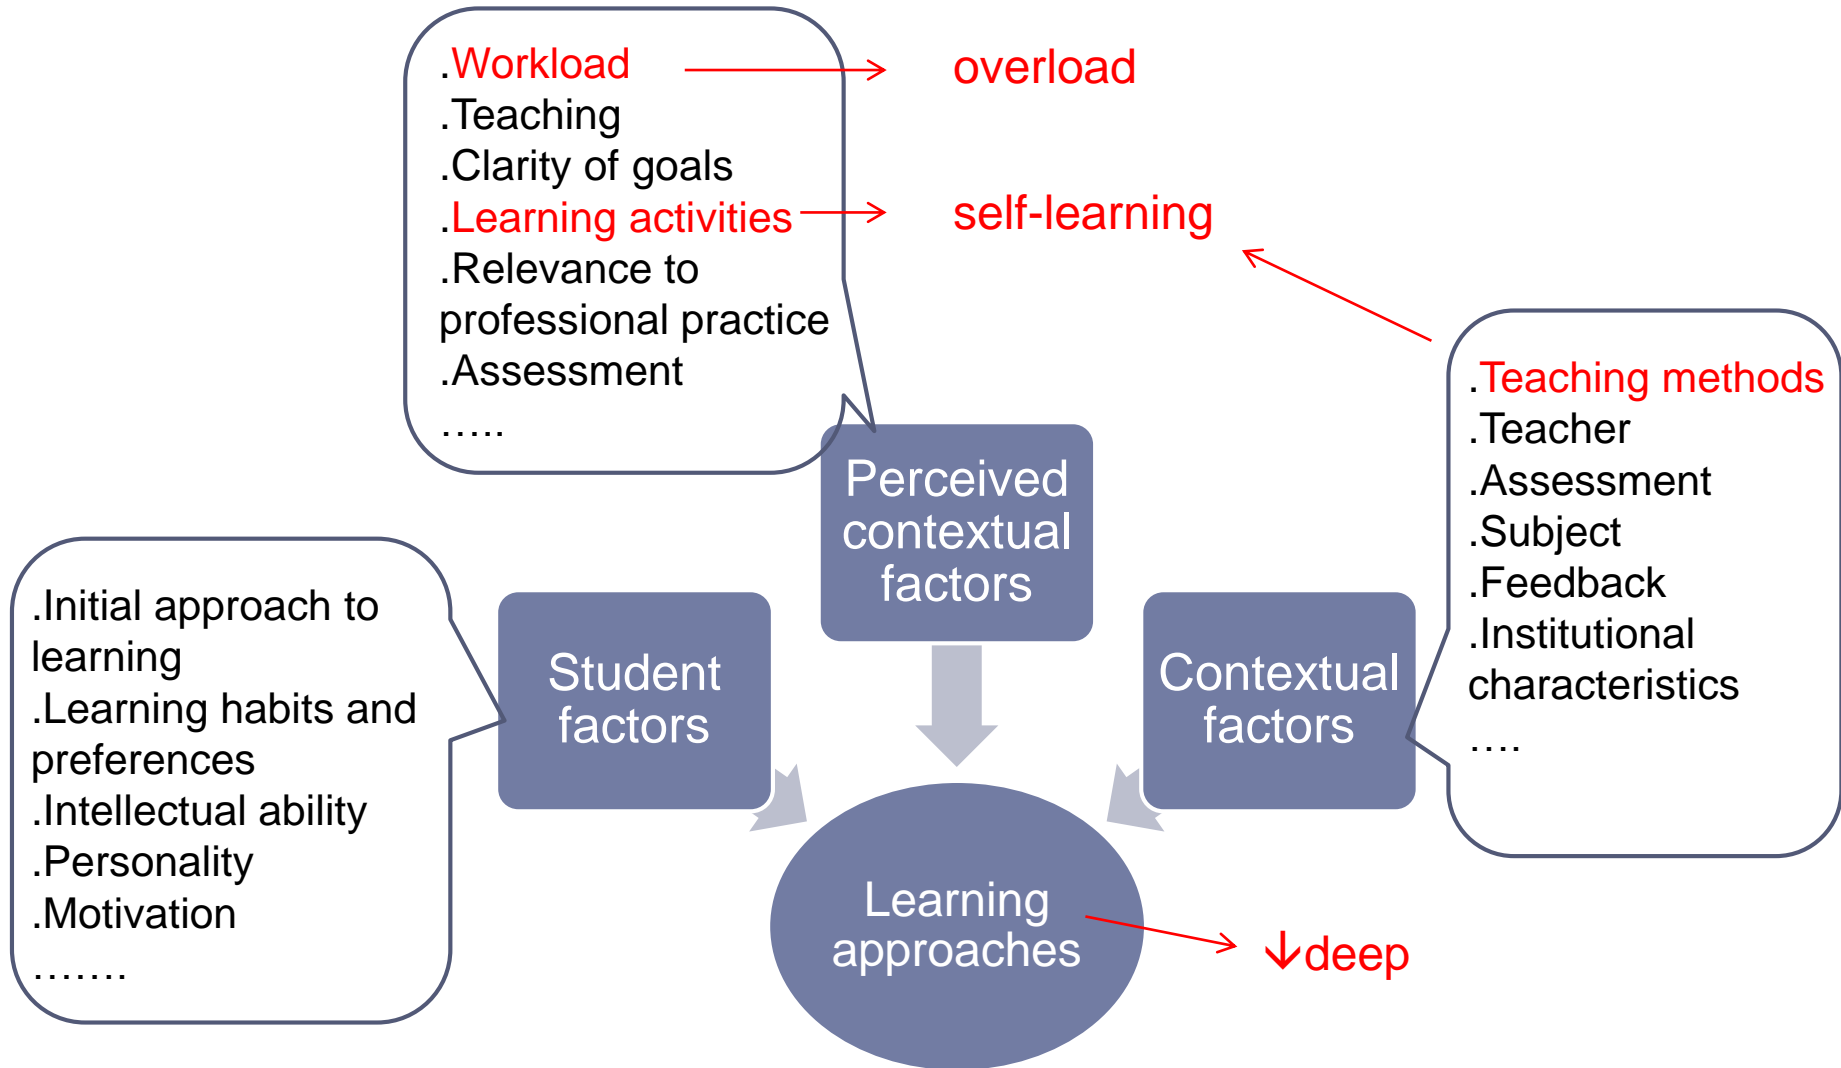 .Workload
overload
.Teaching
.Clarity of goals
.Learning activities
self-learning
.Relevance to
professional practice
.Assessment
…..
.Teaching methods
.Teacher
.Assessment
.Subject
.Feedback
.Institutional
characteristics
….
Perceived
contextual
factors
.Initial approach to
learning
.Learning habits and
preferences
.Intellectual ability
.Personality
.Motivation
…….
Student
factors
Contextual
factors
Learning
approaches
↓deep